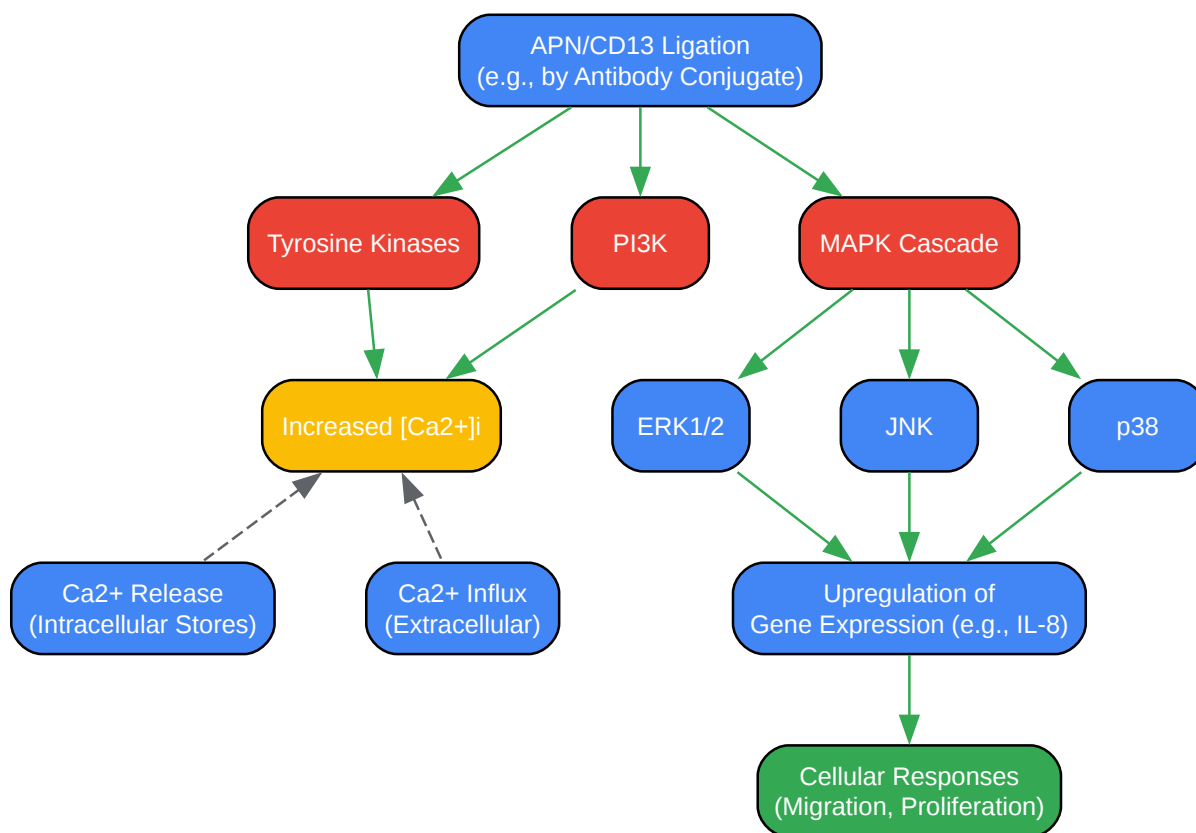 APN/CD13 Ligation
(e.g., by Antibody Conjugate)
Tyrosine Kinases
PI3K
MAPK Cascade
Increased [Ca2+]i
ERK1/2
JNK
p38
Ca2+ Release
(Intracellular Stores)
Ca2+ Influx
(Extracellular)
Upregulation of
Gene Expression (e.g., IL-8)
Cellular Responses
(Migration, Proliferation)